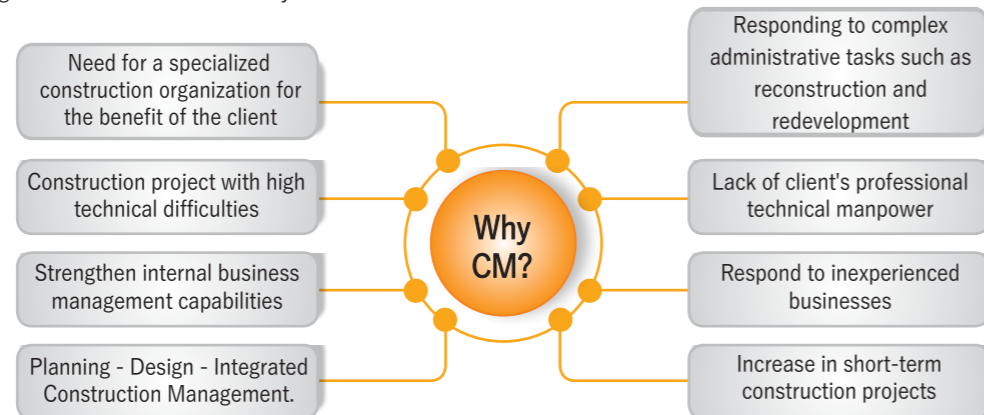 Need for a specialized
construction organization for
the benefit of the client
Construction project with high
technical difficulties
Strengthen internal business
management capabilities
Planning - Design - Integrated
Construction Management.
Why
CM?
Responding to complex
administrative tasks such as
reconstruction and
redevelopment
Lack of client's professional
technical manpower
Respond to inexperienced
businesses
Increase in short-term
construction projects